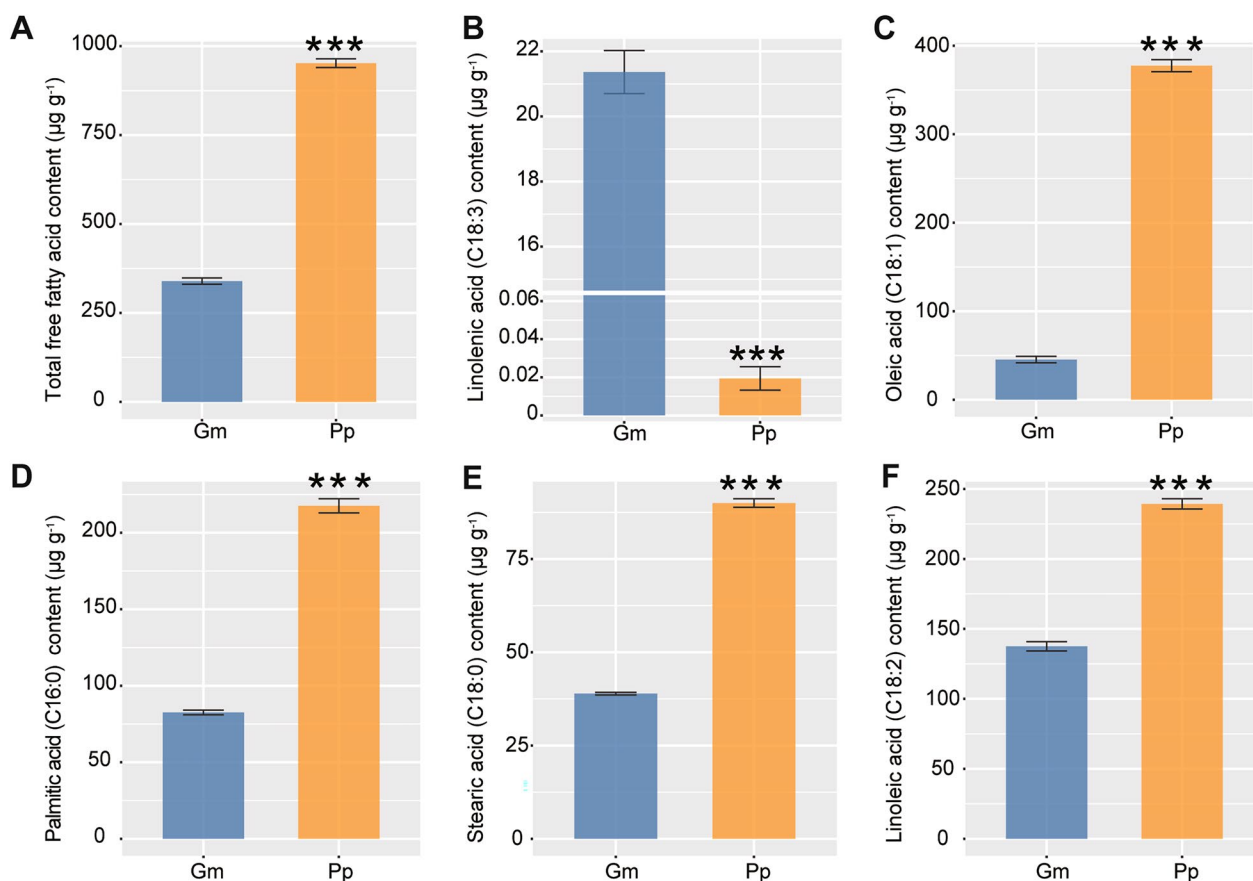 A
Total free fatty acid content (µg g⁻¹)
1000
750
500
250
0
***
Gm Pp
B
Linolenic acid (C18:3) content (µg g⁻¹)
22
20
18
16
0.06
0.04
0.02
0
***
Gm Pp
C
Oleic acid (C18:1) content (µg g⁻¹)
400
300
200
100
0
***
Gm Pp
D
Palmitic acid (C16:0) content (µg g⁻¹)
200
150
100
50
0
***
Gm Pp
E
Stearic acid (C18:0) content (µg g⁻¹)
75
50
25
0
***
Gm Pp
F
Linoleic acid (C18:2) content (µg g⁻¹)
250
200
150
100
50
0
***
Gm Pp